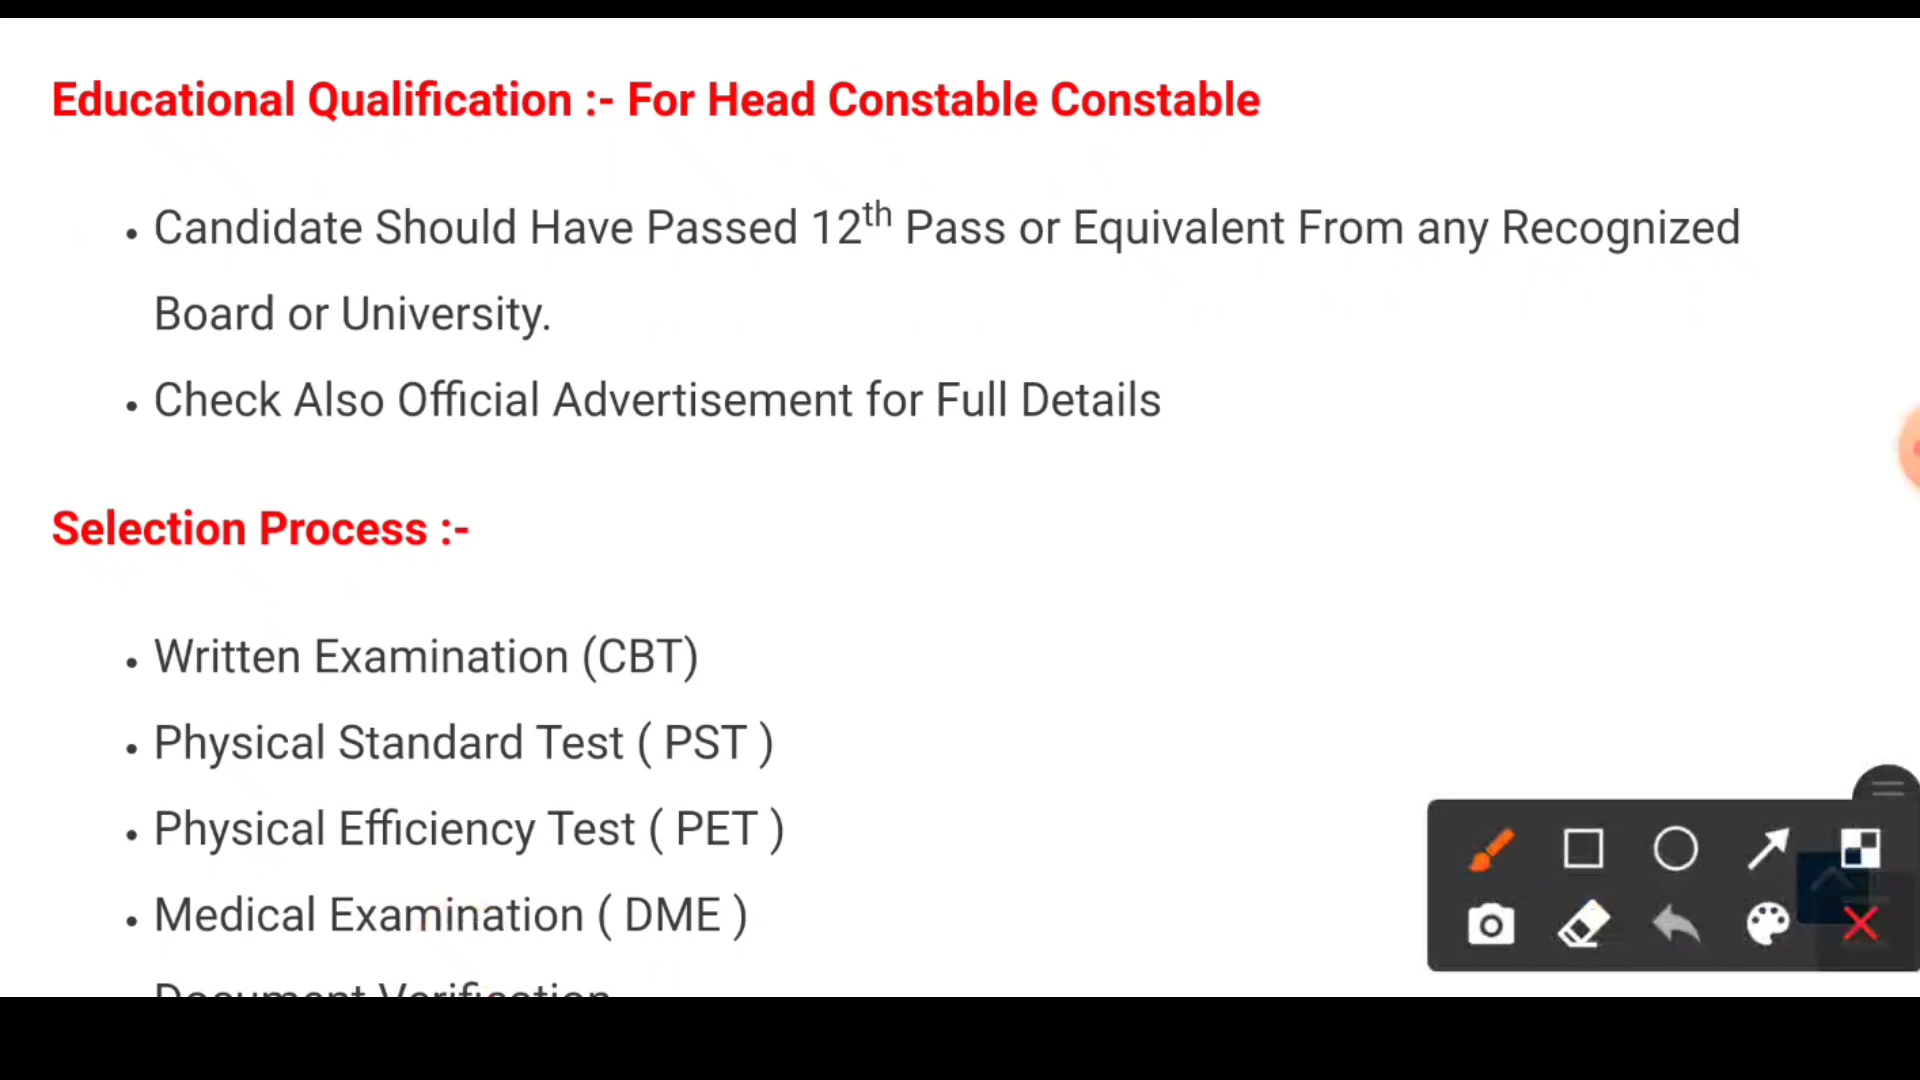 Educational Qualification :- For Head Constable Constable
• Candidate Should Have Passed 12th Pass or Equivalent From any Recognized
Board or University.
• Check Also Official Advertisement for Full Details
Selection Process :-
• Written Examination (CBT)
• Physical Standard Test ( PST )
• Physical Efficiency Test ( PET )
• Medical Examination ( DME )
Document Verification